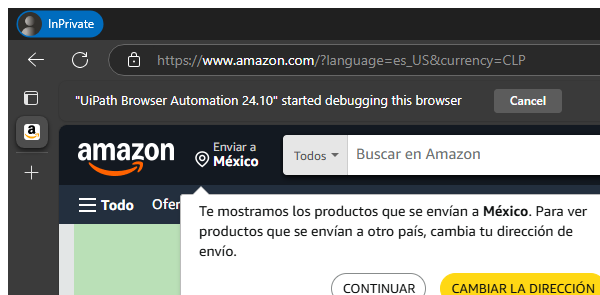 InPrivate
https://www.amazon.com/?language=es_US&currency=CLP
"UiPath Browser Automation 24.10" started debugging this browser
Cancel
amazon
Enviar a
México
Todos
Buscar en Amazon
Todo
Ofer
Te mostramos los productos que se envían a México. Para ver
productos que se envían a otro país, cambia tu dirección de
envío.
CONTINUAR
CAMBIAR LA DIRECCIÓN